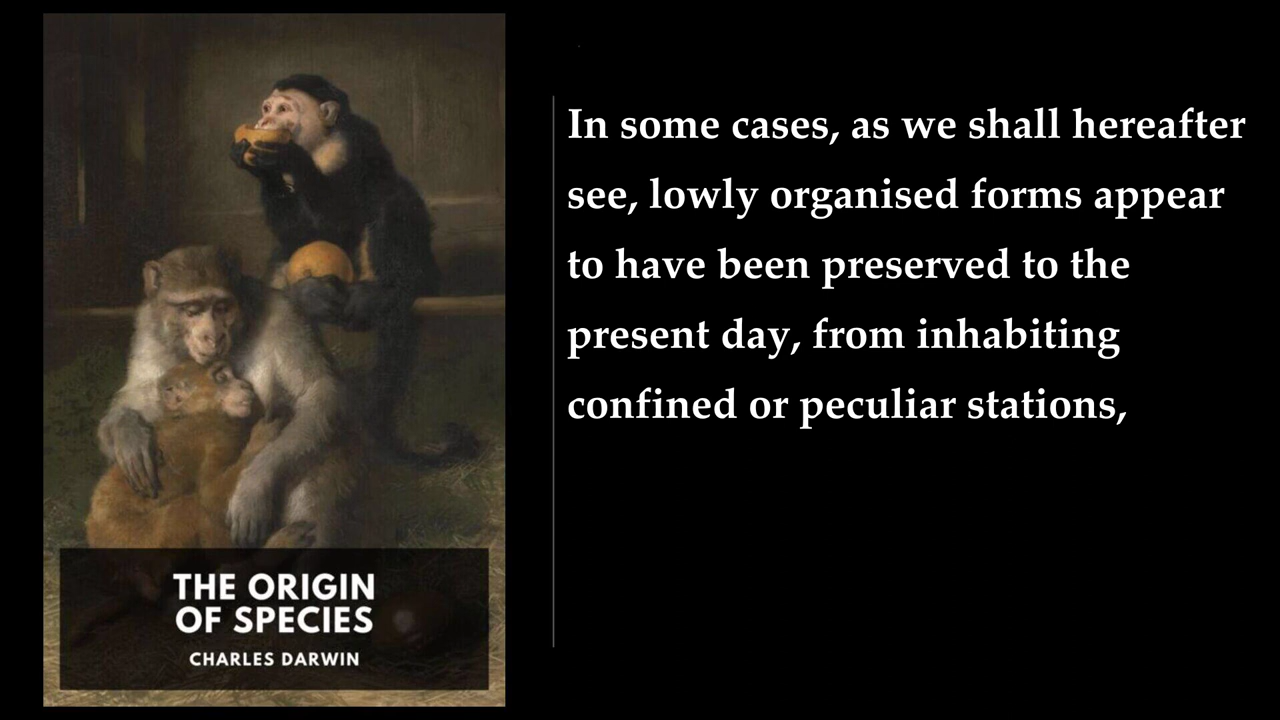 THE ORIGIN
OF SPECIES
CHARLES DARWIN
In some cases, as we shall hereafter
see, lowly organised forms appear
to have been preserved to the
present day, from inhabiting
confined or peculiar stations,